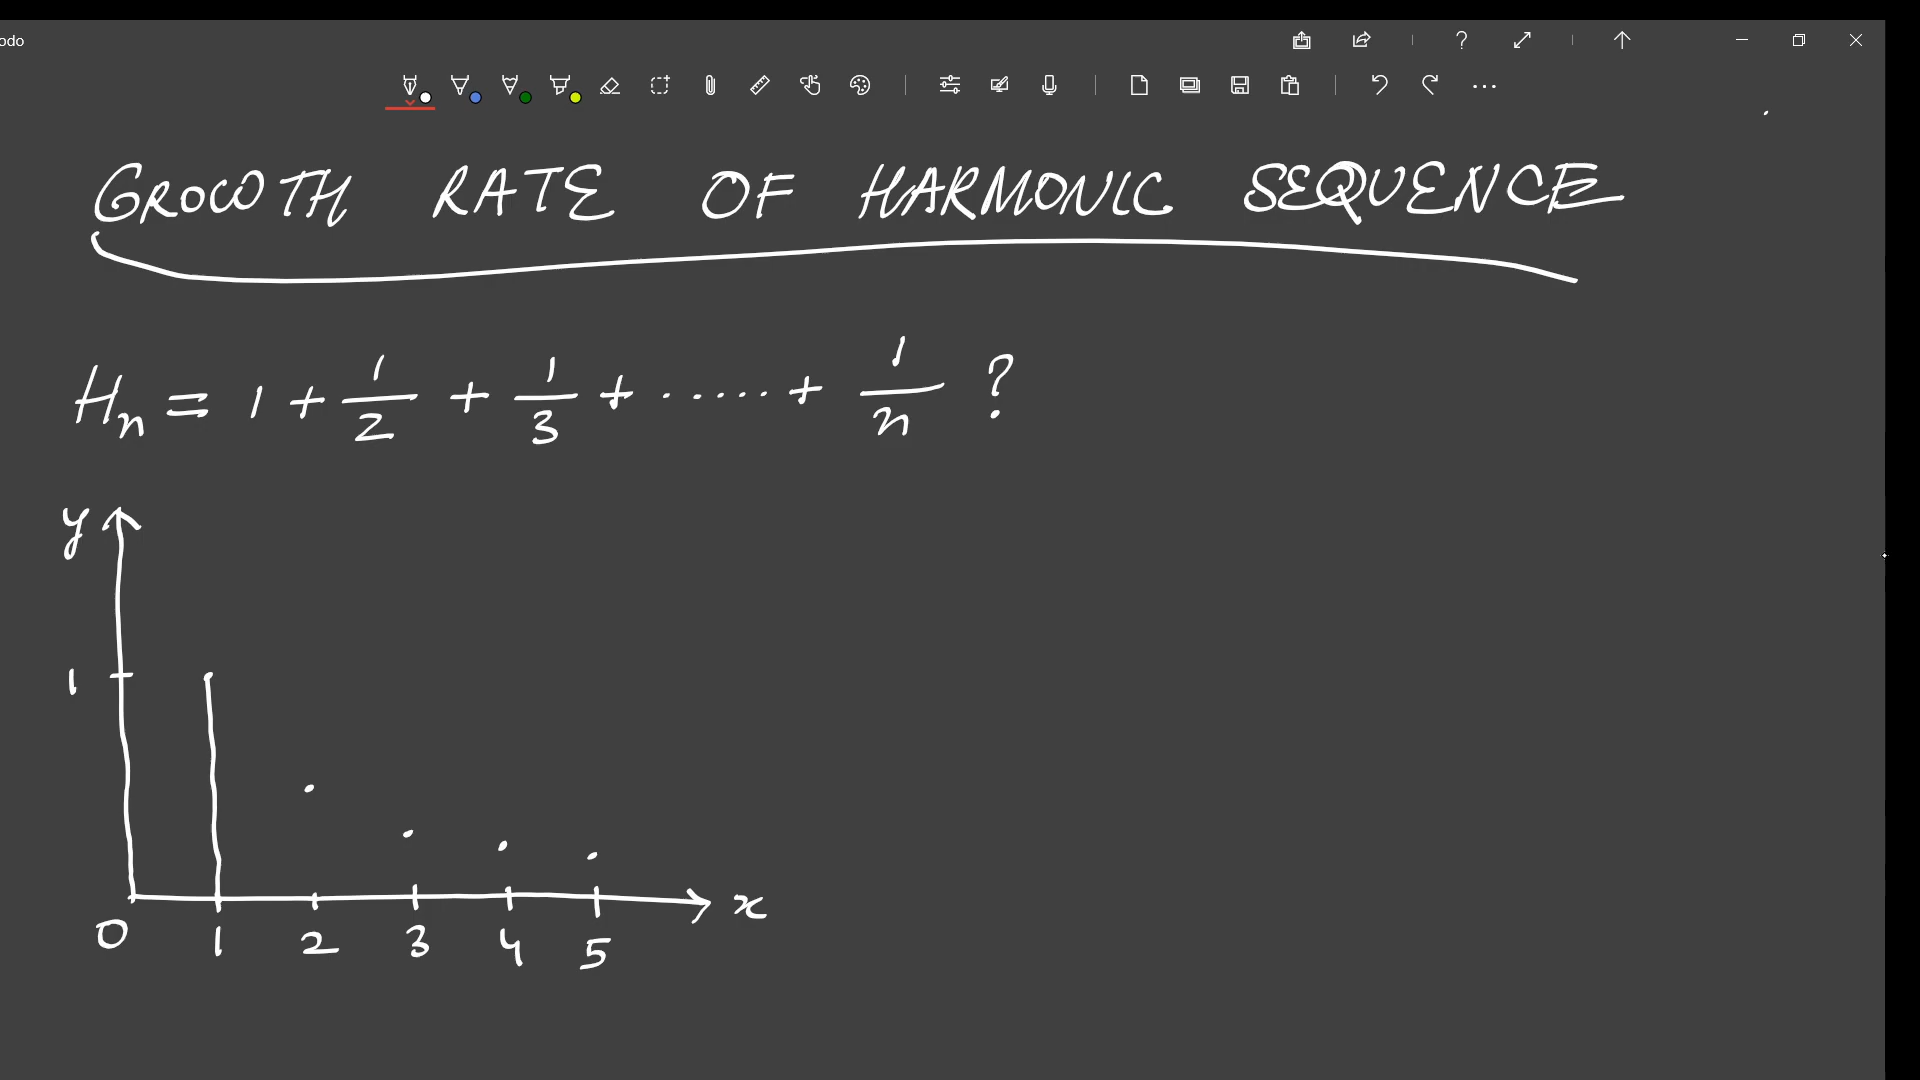 odo
GROWTH RATE OF HARMONIC SEQUENCE
Hn = 1 + 1/2 + 1/3 + ..... + 1/n ?
y
1
0 1 2 3 4 5 x